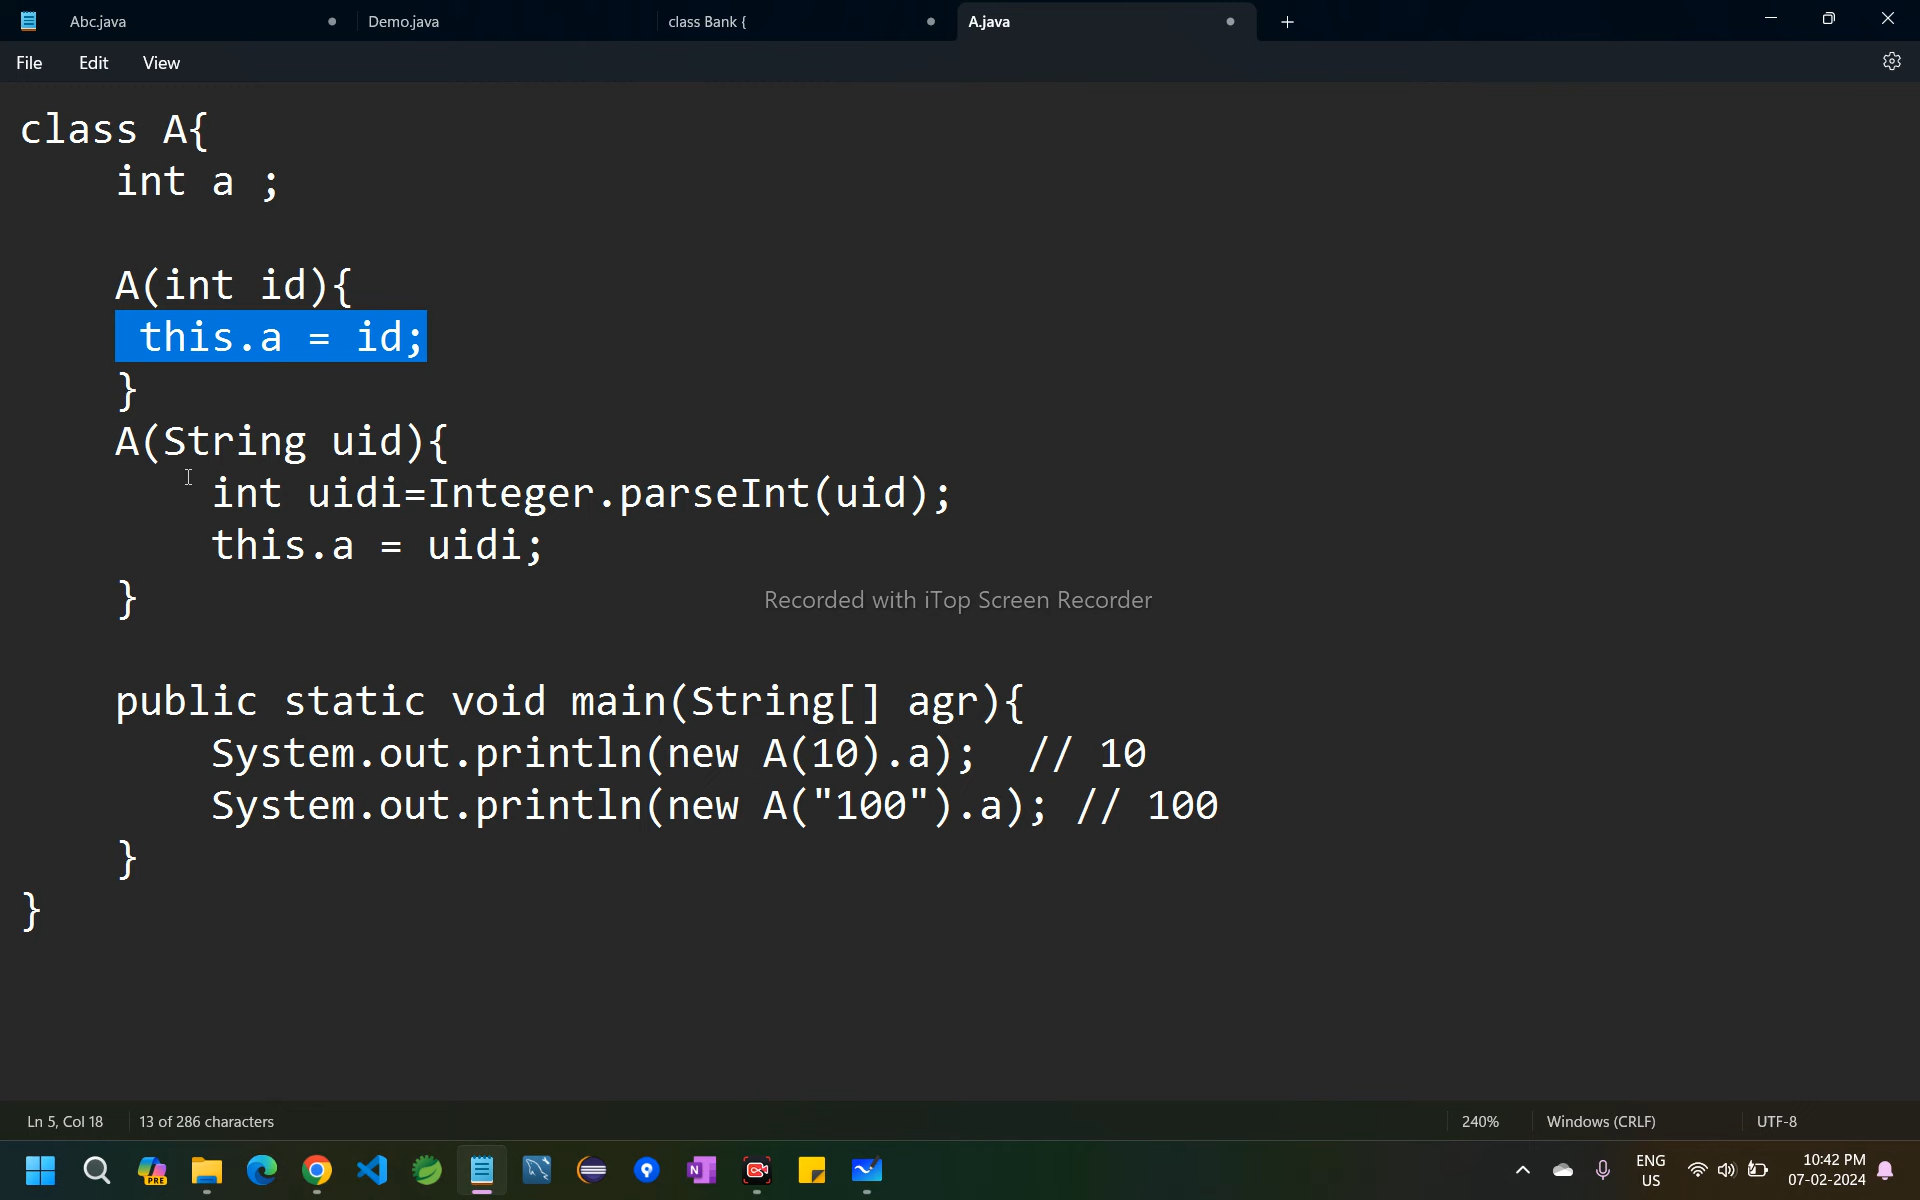 Abc.java Demo.java class Bank { A.java
File Edit View
class A{
int a ;
A(int id){
this.a = id;
}
A(String uid){
int uidi=Integer.parseInt(uid);
this.a = uidi;
}
Recorded with iTop Screen Recorder
public static void main(String[] agr){
System.out.println(new A(10).a); // 10
System.out.println(new A("100").a); // 100
}
}
Ln 5, Col 18 13 of 286 characters 240% Windows (CRLF) UTF-8
PRE N ENG 10:42 PM
US 07-02-2024